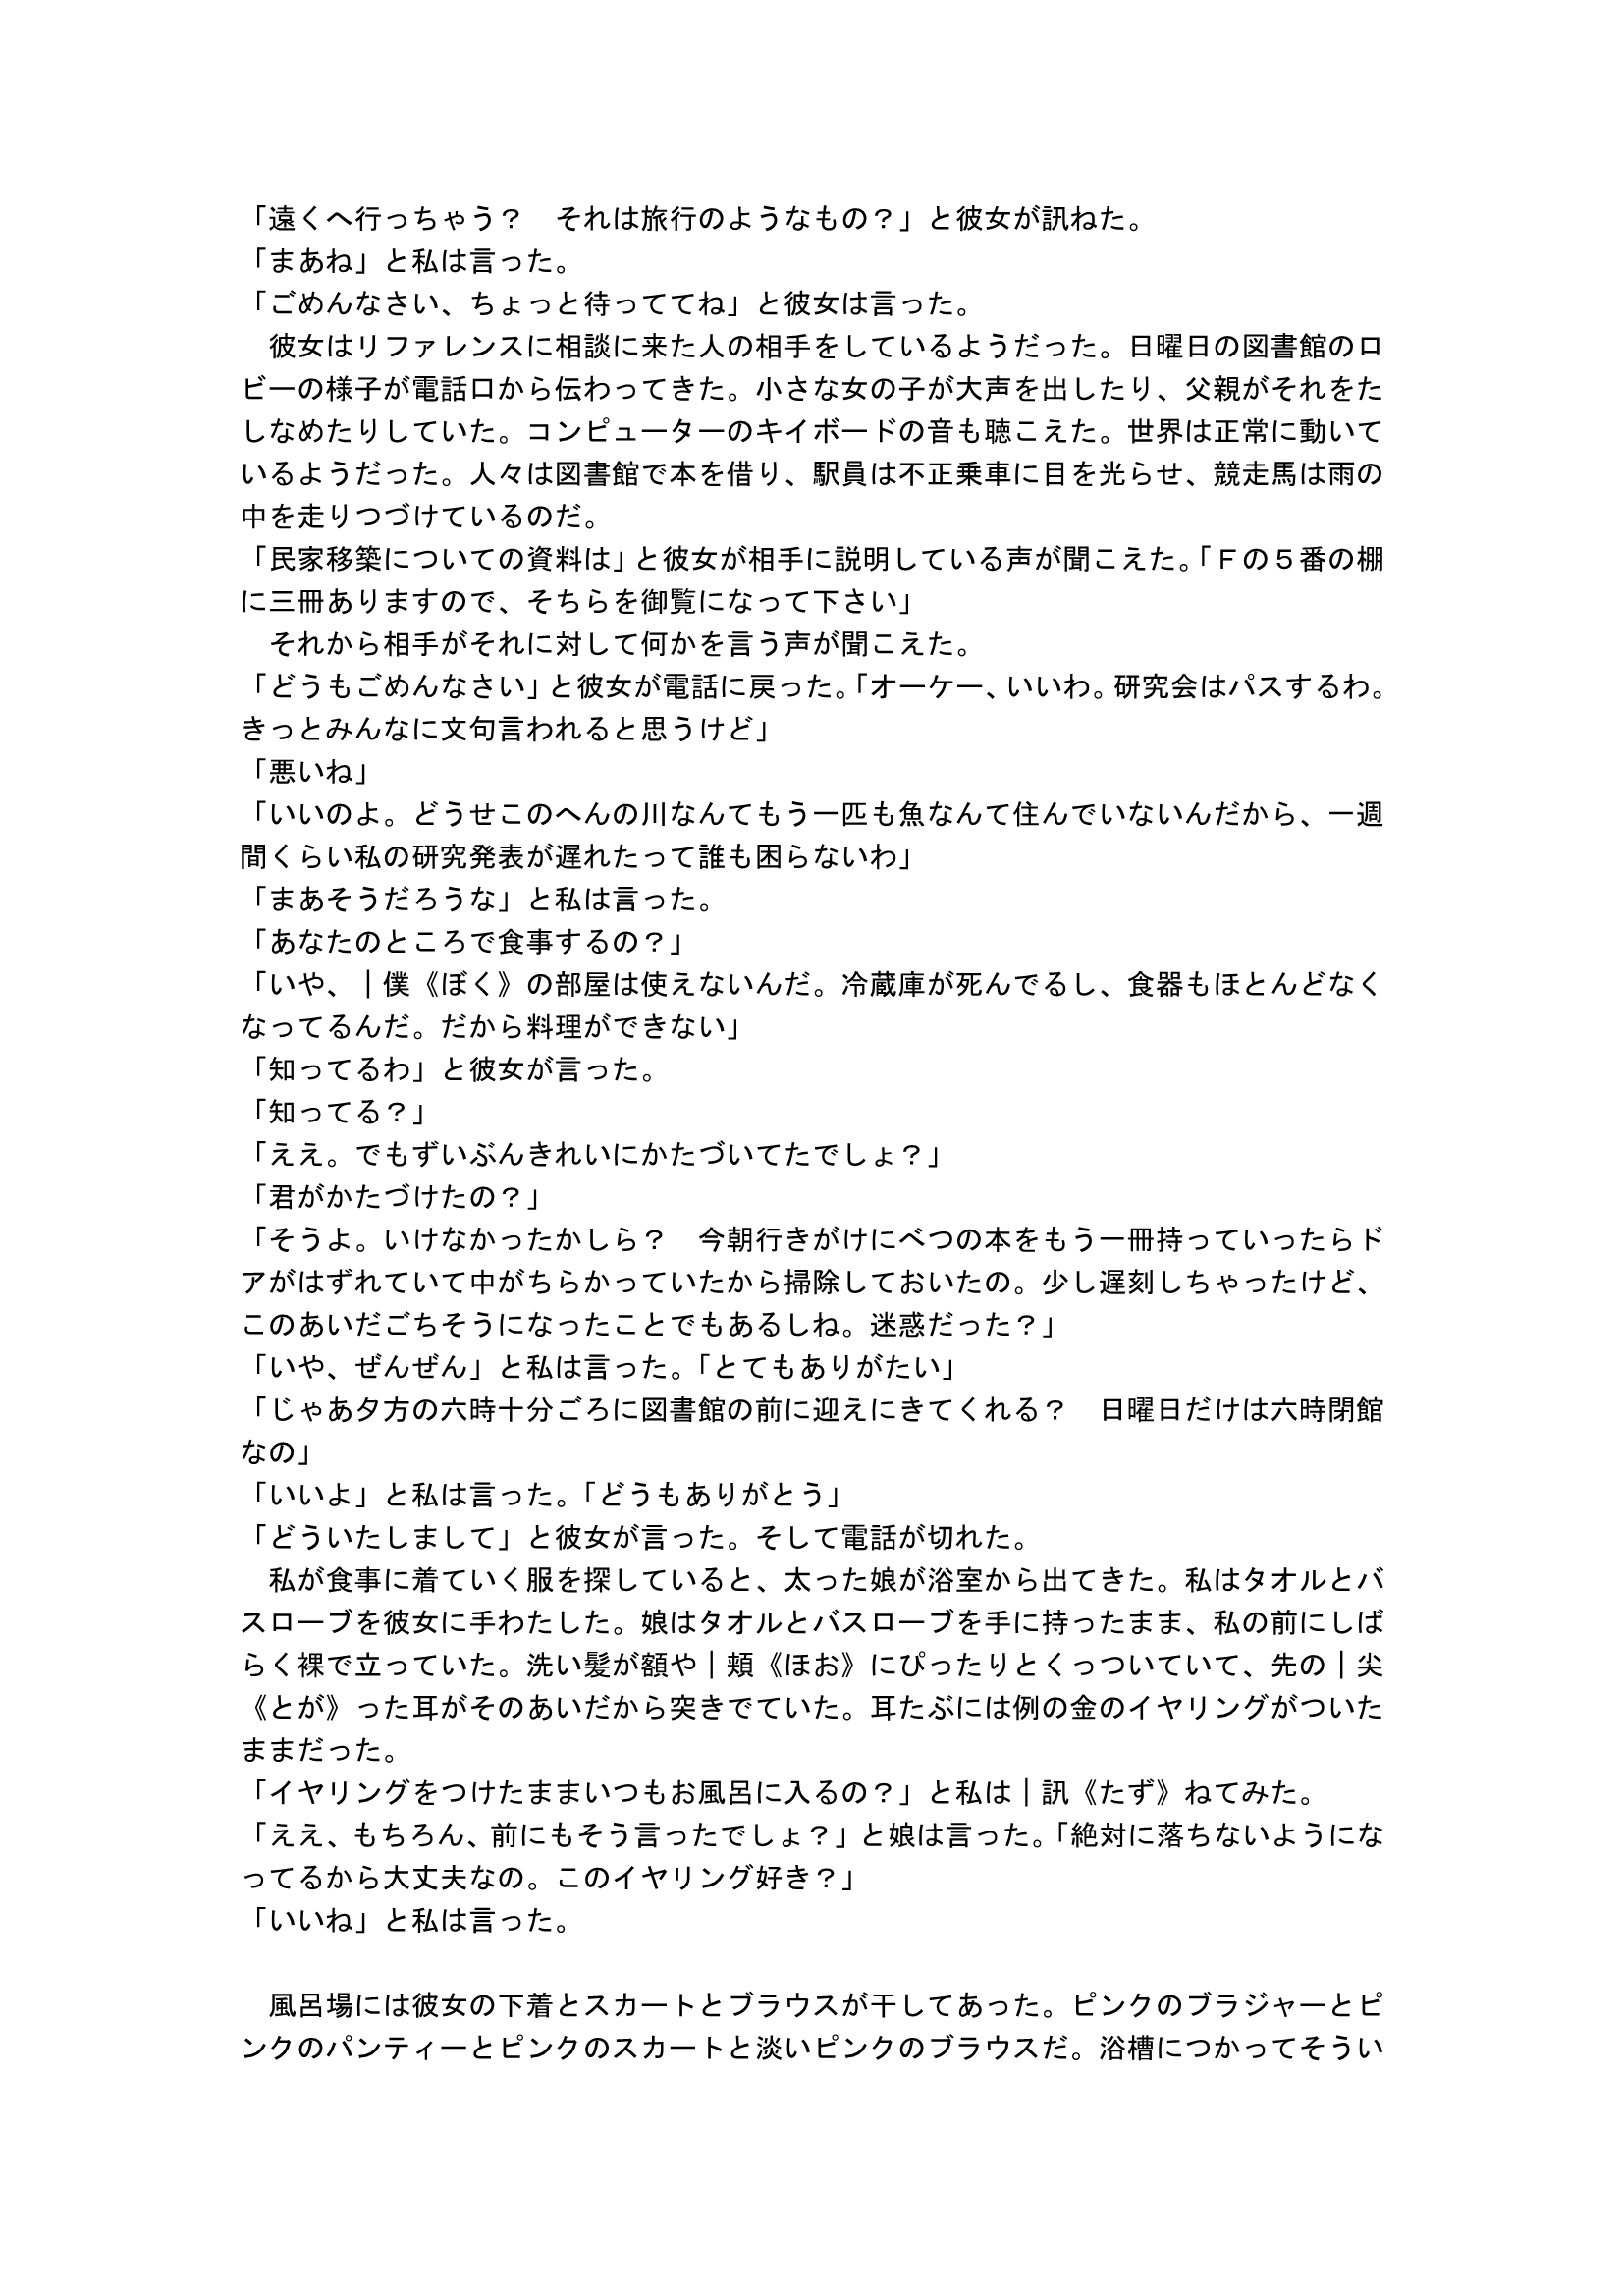 「遠くへ行っちゃう？　それは旅行のようなもの？」と彼女が訊ねた。
「まあね」と私は言った。
「ごめんなさい、ちょっと待っててね」と彼女は言った。
　彼女はリファレンスに相談に来た人の相手をしているようだった。日曜日の図書館のロ
ビーの様子が電話口から伝わってきた。小さな女の子が大声を出したり、父親がそれをた
しなめたりしていた。コンピューターのキイボードの音も聴こえた。世界は正常に動いて
いるようだった。人々は図書館で本を借り、駅員は不正乗車に目を光らせ、競走馬は雨の
中を走りつづけているのだ。
「民家移築についての資料は」と彼女が相手に説明している声が聞こえた。「Ｆの５番の棚
に三冊ありますので、そちらを御覧になって下さい」
　それから相手がそれに対して何かを言う声が聞こえた。
「どうもごめんなさい」と彼女が電話に戻った。「オーケー、いいわ。研究会はパスするわ。
きっとみんなに文句言われると思うけど」
「悪いね」
「いいのよ。どうせこのへんの川なんてもう一匹も魚なんて住んでいないんだから、一週
間くらい私の研究発表が遅れたって誰も困らないわ」
「まあそうだろうな」と私は言った。
「あなたのところで食事するの？」
「いや、｜僕《ぼく》の部屋は使えないんだ。冷蔵庫が死んでるし、食器もほとんどなく
なってるんだ。だから料理ができない」
「知ってるわ」と彼女が言った。
「知ってる？」
「ええ。でもずいぶんきれいにかたづいてたでしょ？」
「君がかたづけたの？」
「そうよ。いけなかったかしら？　今朝行きがけにべつの本をもう一冊持っていったらド
アがはずれていて中がちらかっていたから掃除しておいたの。少し遅刻しちゃったけど、
このあいだごちそうになったことでもあるしね。迷惑だった？」
「いや、ぜんぜん」と私は言った。「とてもありがたい」
「じゃあ夕方の六時十分ごろに図書館の前に迎えにきてくれる？　日曜日だけは六時閉館
なの」
「いいよ」と私は言った。「どうもありがとう」
「どういたしまして」と彼女が言った。そして電話が切れた。
　私が食事に着ていく服を探していると、太った娘が浴室から出てきた。私はタオルとバ
スローブを彼女に手わたした。娘はタオルとバスローブを手に持ったまま、私の前にしば
らく裸で立っていた。洗い髪が額や｜頬《ほお》にぴったりとくっついていて、先の｜尖
《とが》った耳がそのあいだから突きでていた。耳たぶには例の金のイヤリングがついた
ままだった。
「イヤリングをつけたままいつもお風呂に入るの？」と私は｜訊《たず》ねてみた。
「ええ、もちろん、前にもそう言ったでしょ？」と娘は言った。「絶対に落ちないようにな
ってるから大丈夫なの。このイヤリング好き？」
「いいね」と私は言った。

　風呂場には彼女の下着とスカートとブラウスが干してあった。ピンクのブラジャーとピ
ンクのパンティーとピンクのスカートと淡いピンクのブラウスだ。浴槽につかってそうい